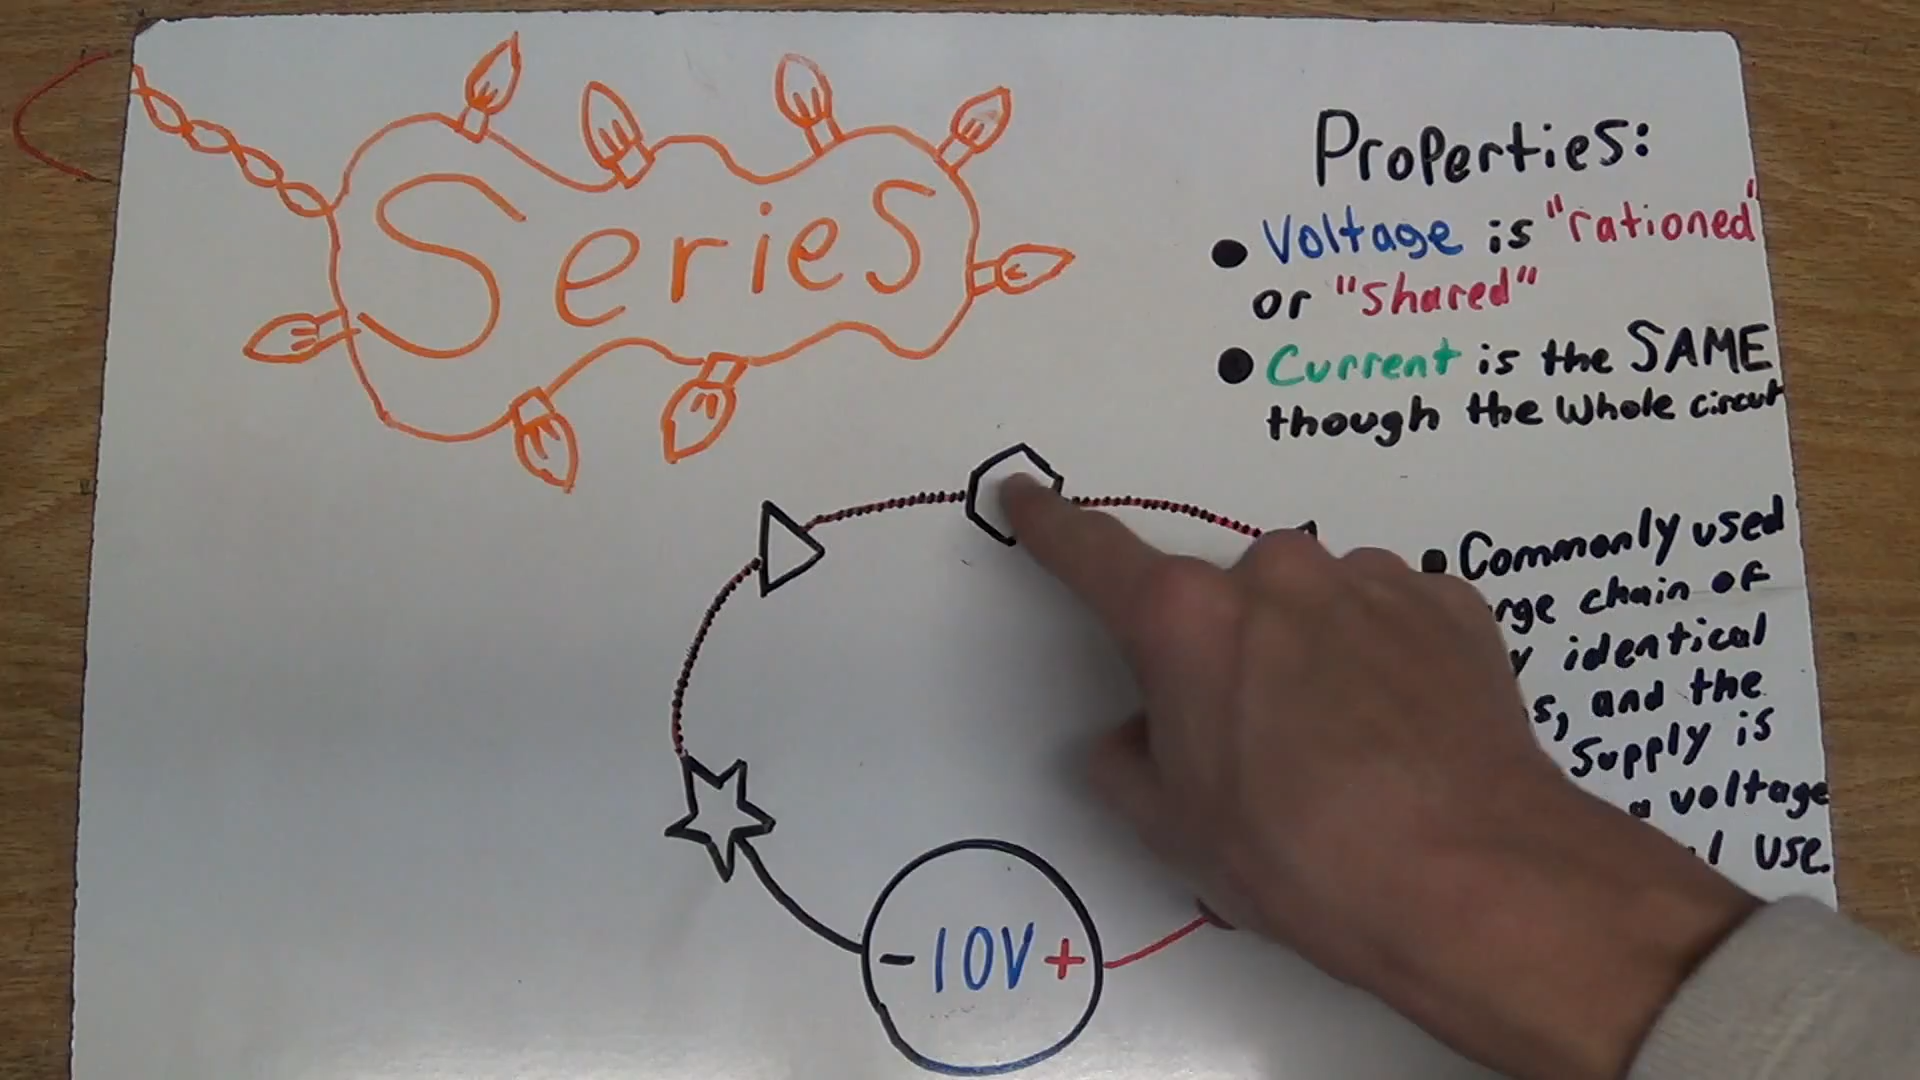 Series
Properties:
• Voltage is "rationed"
or "shared"
• Current is the SAME
though the whole circuit
• Commonly used
chain of
identical
and the
Supply is
a voltage
use.
- 10V +